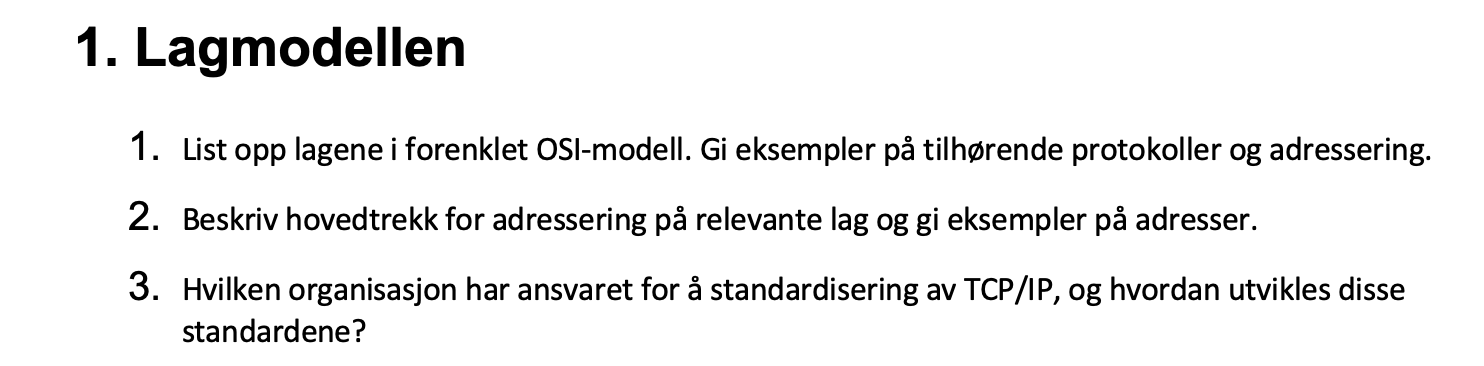 1. Lagmodellen
1. List opp lagene i forenklet OSI-modell. Gi eksempler på tilhørende protokoller og adressering.
2. Beskriv hovedtrekk for adressering på relevante lag og gi eksempler på adresser.
3. Hvilken organisasjon har ansvaret for å standardisering av TCP/IP, og hvordan utvikles disse
standardene?